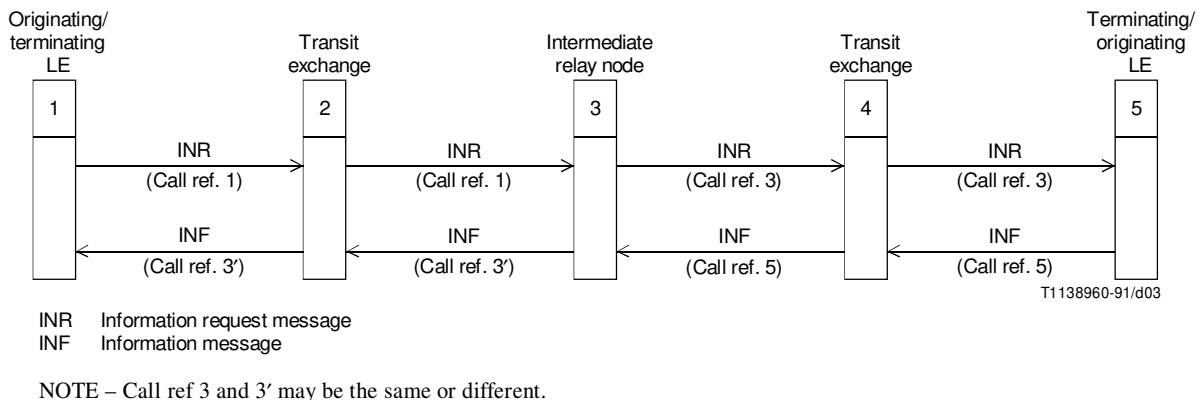 Originating/
terminating
LE
Transit
exchange
Intermediate
relay node
Transit
exchange
Terminating/
originating
LE
1
2
3
4
5
INR
(Call ref. 1)
INR
(Call ref. 1)
INR
(Call ref. 3)
INR
(Call ref. 3)
INF
(Call ref. 3′)
INF
(Call ref. 3′)
INF
(Call ref. 5)
INF
(Call ref. 5)
T1138960-91/d03
INR Information request message
INF Information message
NOTE – Call ref 3 and 3′ may be the same or different.